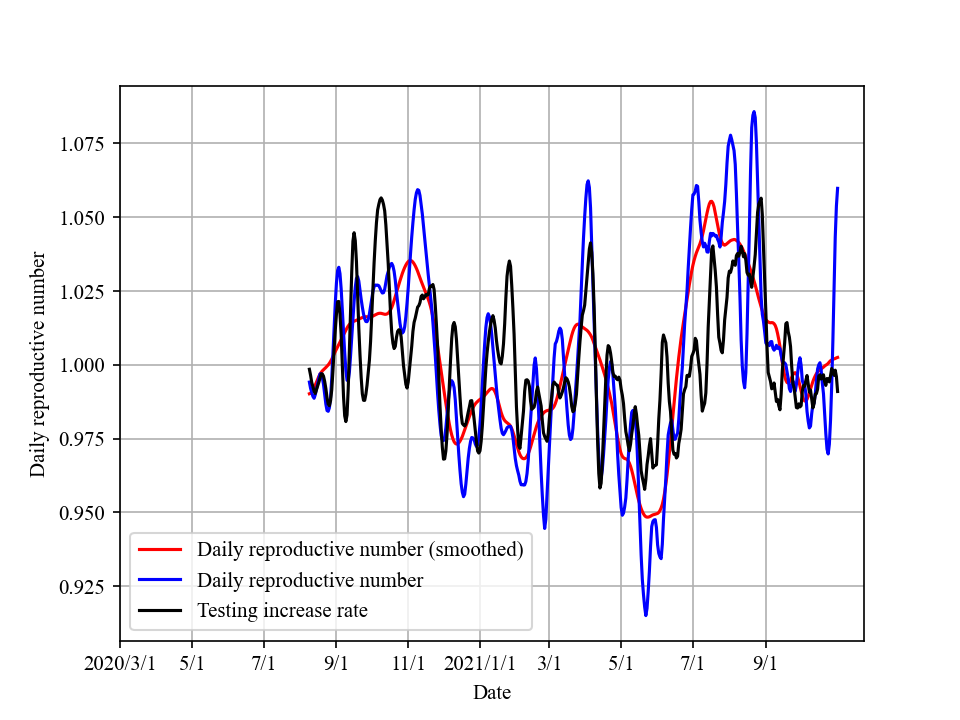 1.075
1.050
1.025
1.000
0.975
0.950
0.925
Daily reproductive number
Daily reproductive number (smoothed)
Daily reproductive number
Testing increase rate
2020/3/1 5/1 7/1 9/1 11/1 2021/1/1 3/1 5/1 7/1 9/1
Date